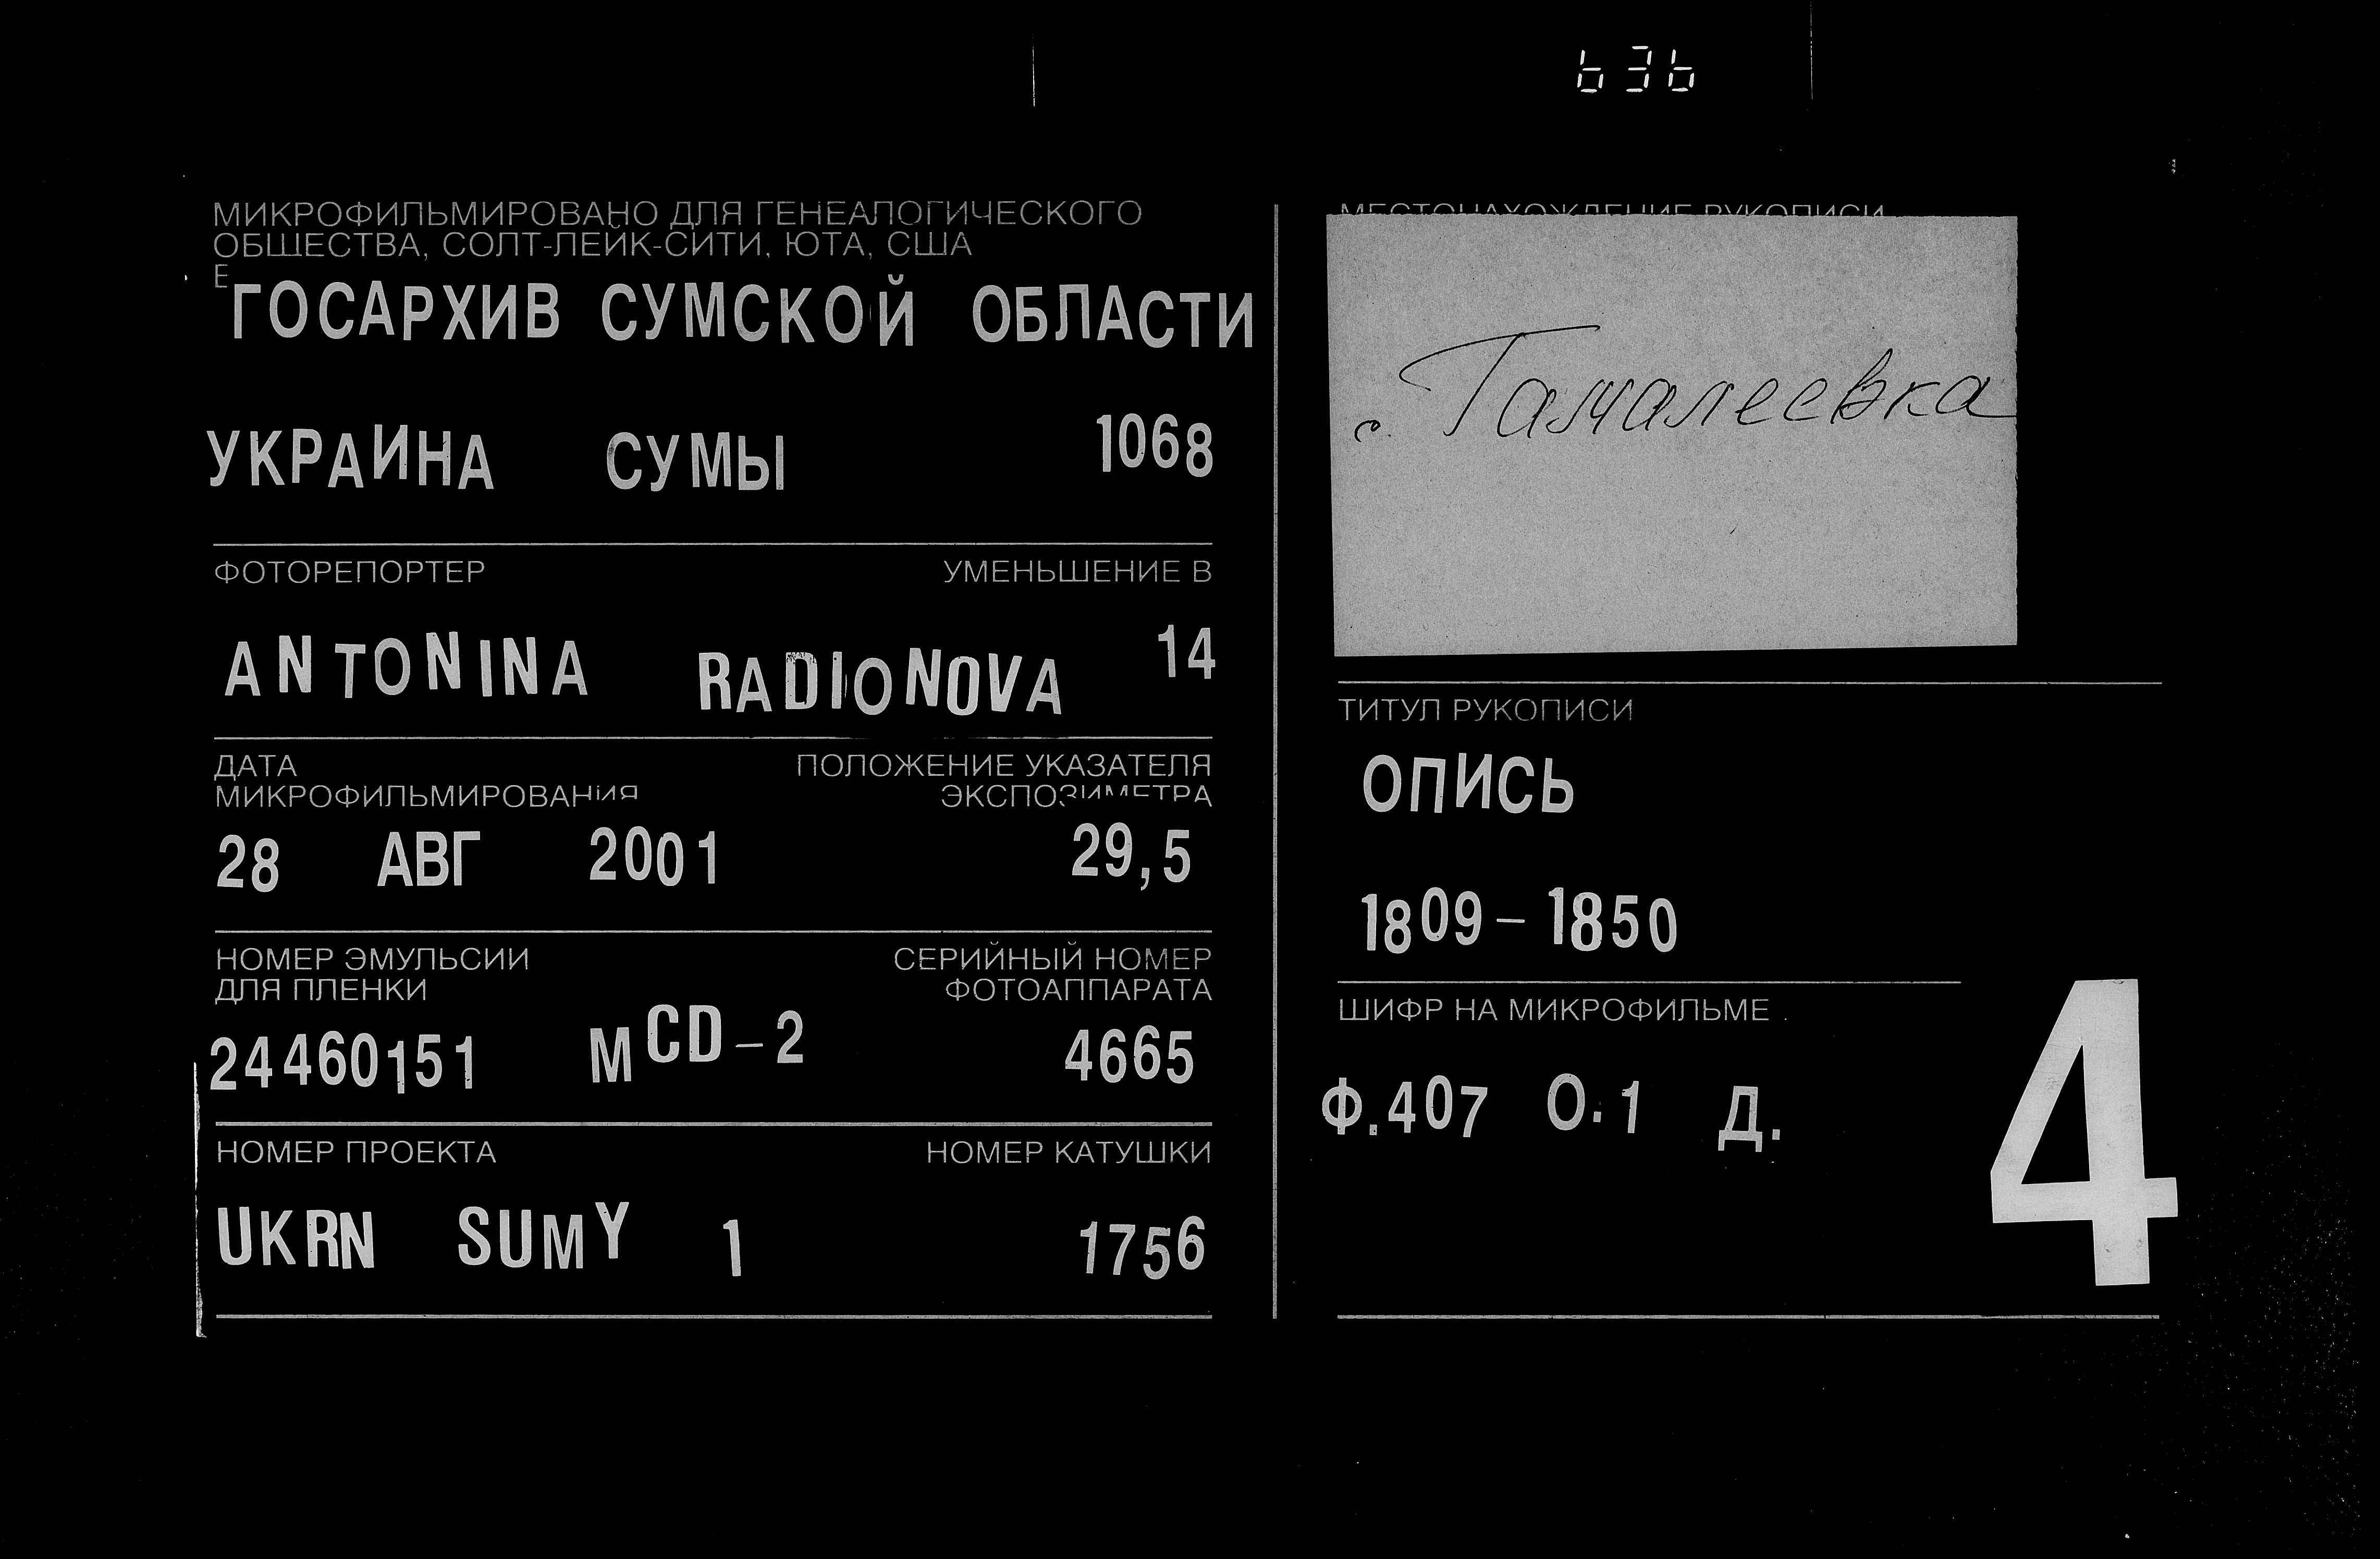 636
МИКРОФИЛЬМИРОВАНО ДЛЯ ГЕНЕАЛОГИЧЕСКОГО
ОБЩЕСТВА, СОЛТ-ЛЕЙК-СИТИ, ЮТА, США
Е
ГОСАРХИВ СУМСКОЙ ОБЛАСТИ
УКРАИНА СУМЫ 1068
ФОТОРЕПОРТЕР УМЕНЬШЕНИЕ В
ANTONINA RADIONOVA 14
ДАТА ПОЛОЖЕНИЕ УКАЗАТЕЛЯ
МИКРОФИЛЬМИРОВАНИЯ ЭКСПОЗИМЕТРА
28 АВГ 2001 29,5
НОМЕР ЭМУЛЬСИИ СЕРИЙНЫЙ НОМЕР
ДЛЯ ПЛЕНКИ ФОТОАППАРАТА
24460151 MCD-2 4665
НОМЕР ПРОЕКТА НОМЕР КАТУШКИ
UKRN SUMY 1 1756
МЕСТОНАХОЖДЕНИЕ РУКОПИСИ
с. Гамалеевка
ТИТУЛ РУКОПИСИ
ОПИСЬ
1809-1850
ШИФР НА МИКРОФИЛЬМЕ
Ф.407 О.1 Д.
4